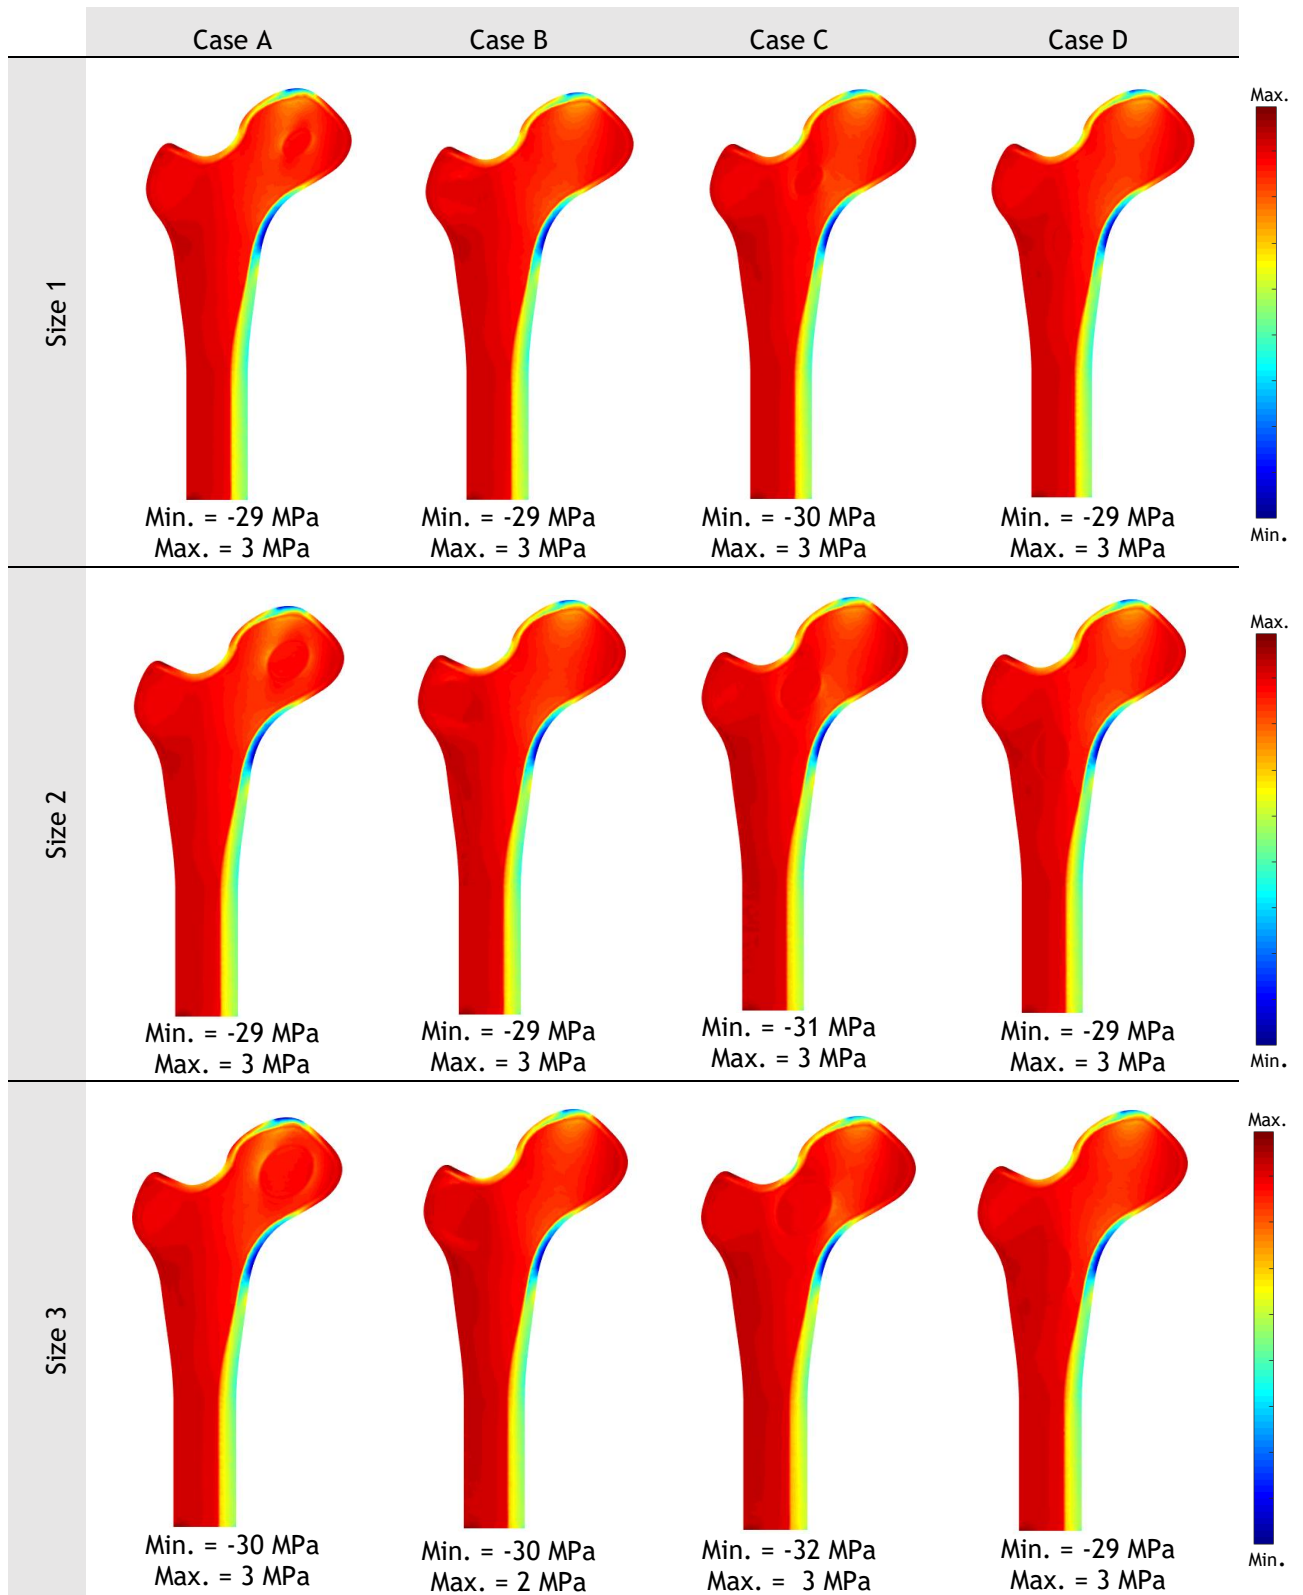 Case A Case B Case C Case D
Max.
Size 1
Min. = -29 MPa Min. = -29 MPa Min. = -30 MPa Min. = -29 MPa
Min.
Max. = 3 MPa Max. = 3 MPa Max. = 3 MPa Max. = 3 MPa
Max.
Size 2
Min. = -29 MPa Min. = -29 MPa Min. = -31 MPa Min. = -29 MPa
Max. = 3 MPa Max. = 3 MPa Max. = 3 MPa Max. = 3 MPa
Min.
Max.
Size 3
Min. = -30 MPa Min. = -30 MPa Min. = -32 MPa Min. = -29 MPa
Min.
Max. = 3 MPa Max. = 2 MPa Max. = 3 MPa Max. = 3 MPa